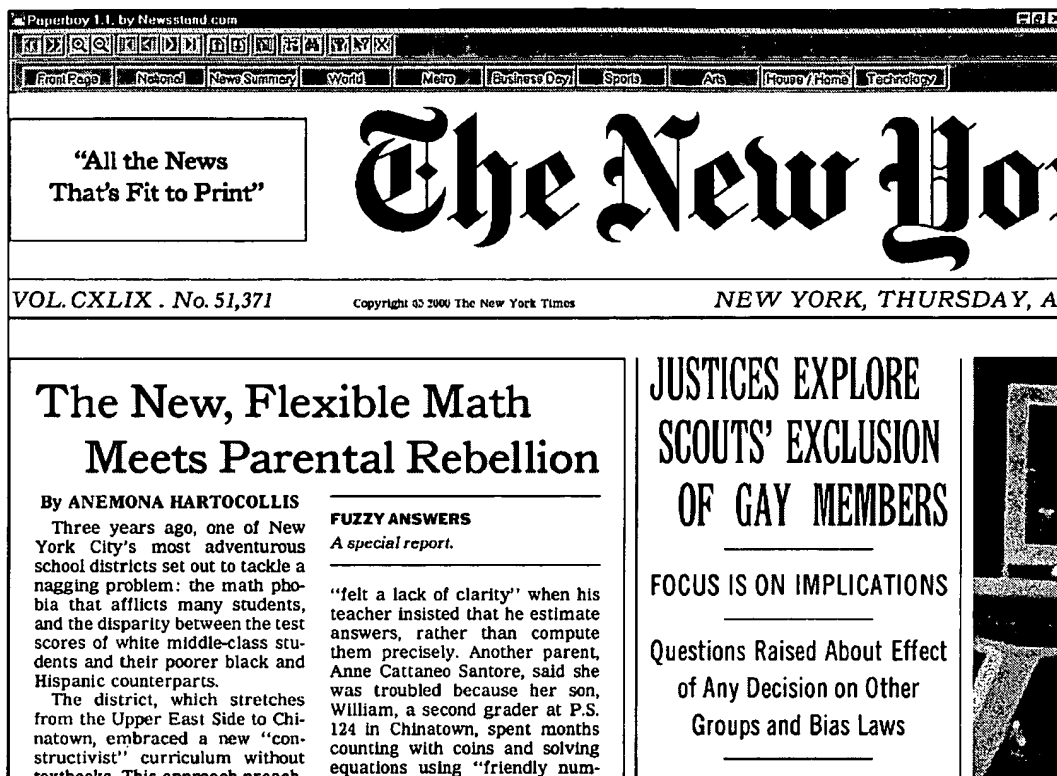 Paperboy 1.1. by Newsstand.com
Front Page National News Summary World Metro Business Day Sports Arts House / Home Technology
"All the News
That's Fit to Print"
The New Yo
VOL. CXLIX . No. 51,371
Copyright © 2000 The New York Times
NEW YORK, THURSDAY, A
The New, Flexible Math
Meets Parental Rebellion
By ANEMONA HARTOCOLLIS
Three years ago, one of New
York City's most adventurous
school districts set out to tackle a
nagging problem: the math pho-
bia that afflicts many students,
and the disparity between the test
scores of white middle-class stu-
dents and their poorer black and
Hispanic counterparts.
The district, which stretches
from the Upper East Side to Chi-
natown, embraced a new "con-
structivist" curriculum without
textbooks. This approach preach-
FUZZY ANSWERS
A special report.
"felt a lack of clarity" when his
teacher insisted that he estimate
answers, rather than compute
them precisely. Another parent,
Anne Cattaneo Santore, said she
was troubled because her son,
William, a second grader at P.S.
124 in Chinatown, spent months
counting with coins and solving
equations using "friendly num-
JUSTICES EXPLORE
SCOUTS' EXCLUSION
OF GAY MEMBERS
FOCUS IS ON IMPLICATIONS
Questions Raised About Effect
of Any Decision on Other
Groups and Bias Laws